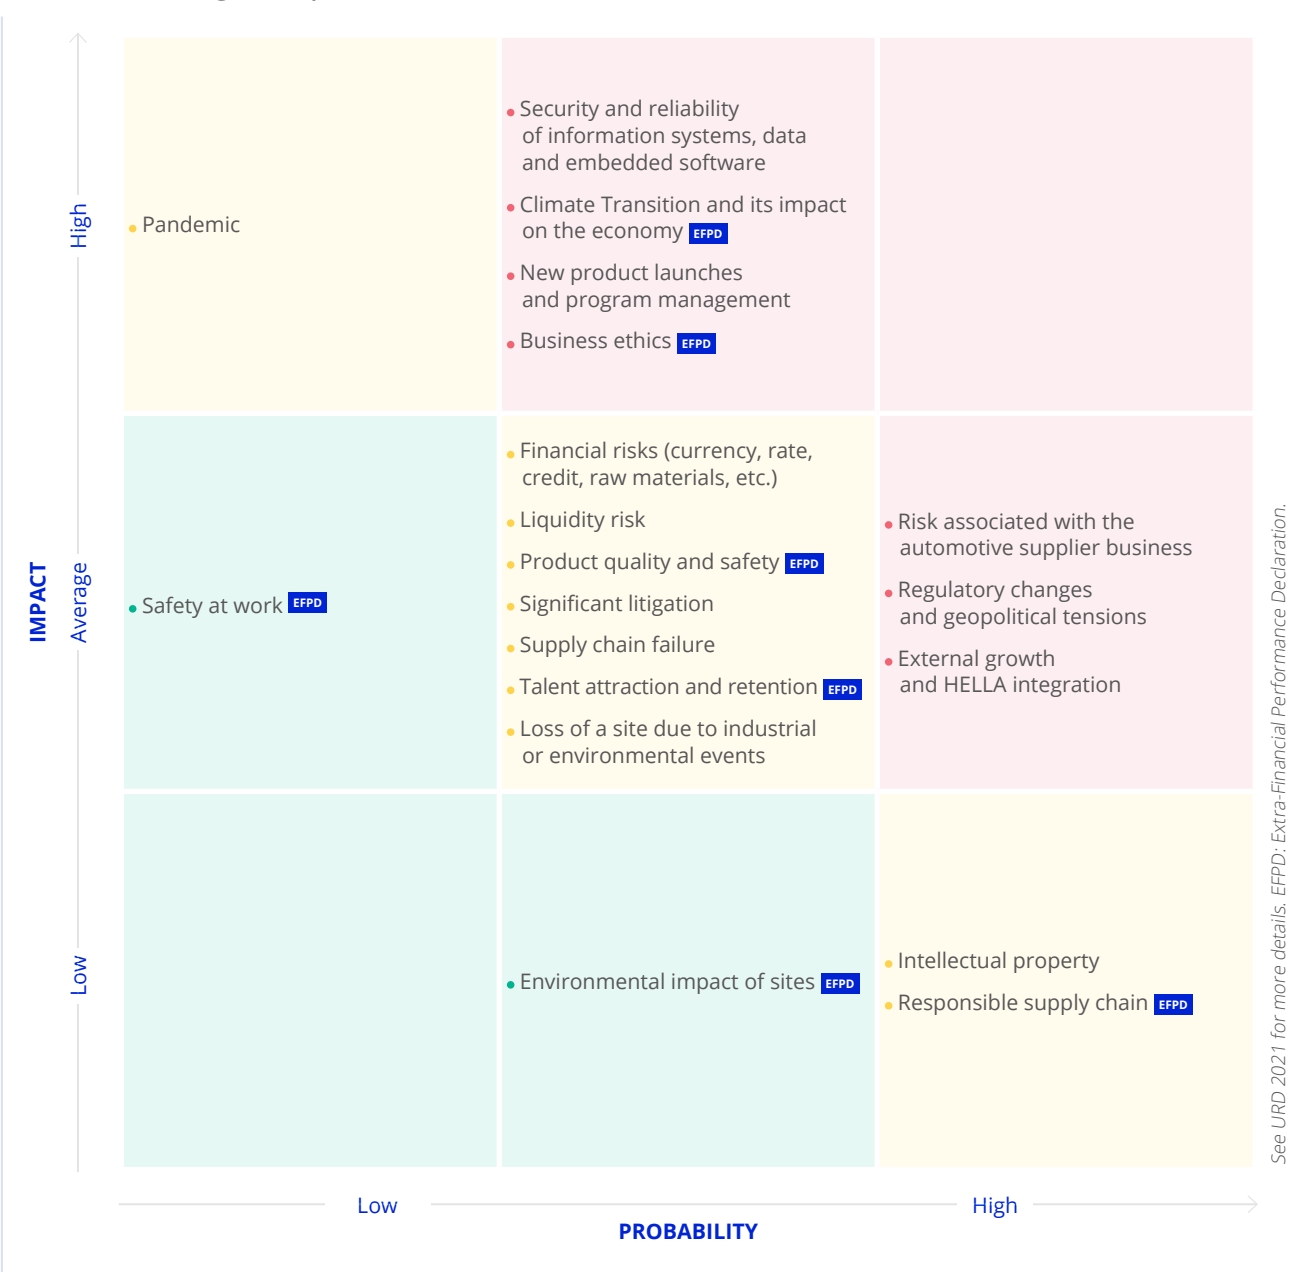 High
Pandemic
Security and reliability
of information systems, data
and embedded software
Climate Transition and its impact
on the economy EFPD
New product launches
and program management
Business ethics EFPD
IMPACT
Average
Safety at work EFPD
Financial risks (currency, rate,
credit, raw materials, etc.)
Liquidity risk
Product quality and safety EFPD
Significant litigation
Supply chain failure
Talent attraction and retention EFPD
Loss of a site due to industrial
or environmental events
Risk associated with the
automotive supplier business
Regulatory changes
and geopolitical tensions
External growth
and HELLA integration
Low
Environmental impact of sites EFPD
Intellectual property
Responsible supply chain EFPD
Low
High
PROBABILITY
See URD 2021 for more details. EFPD: Extra-Financial Performance Declaration.